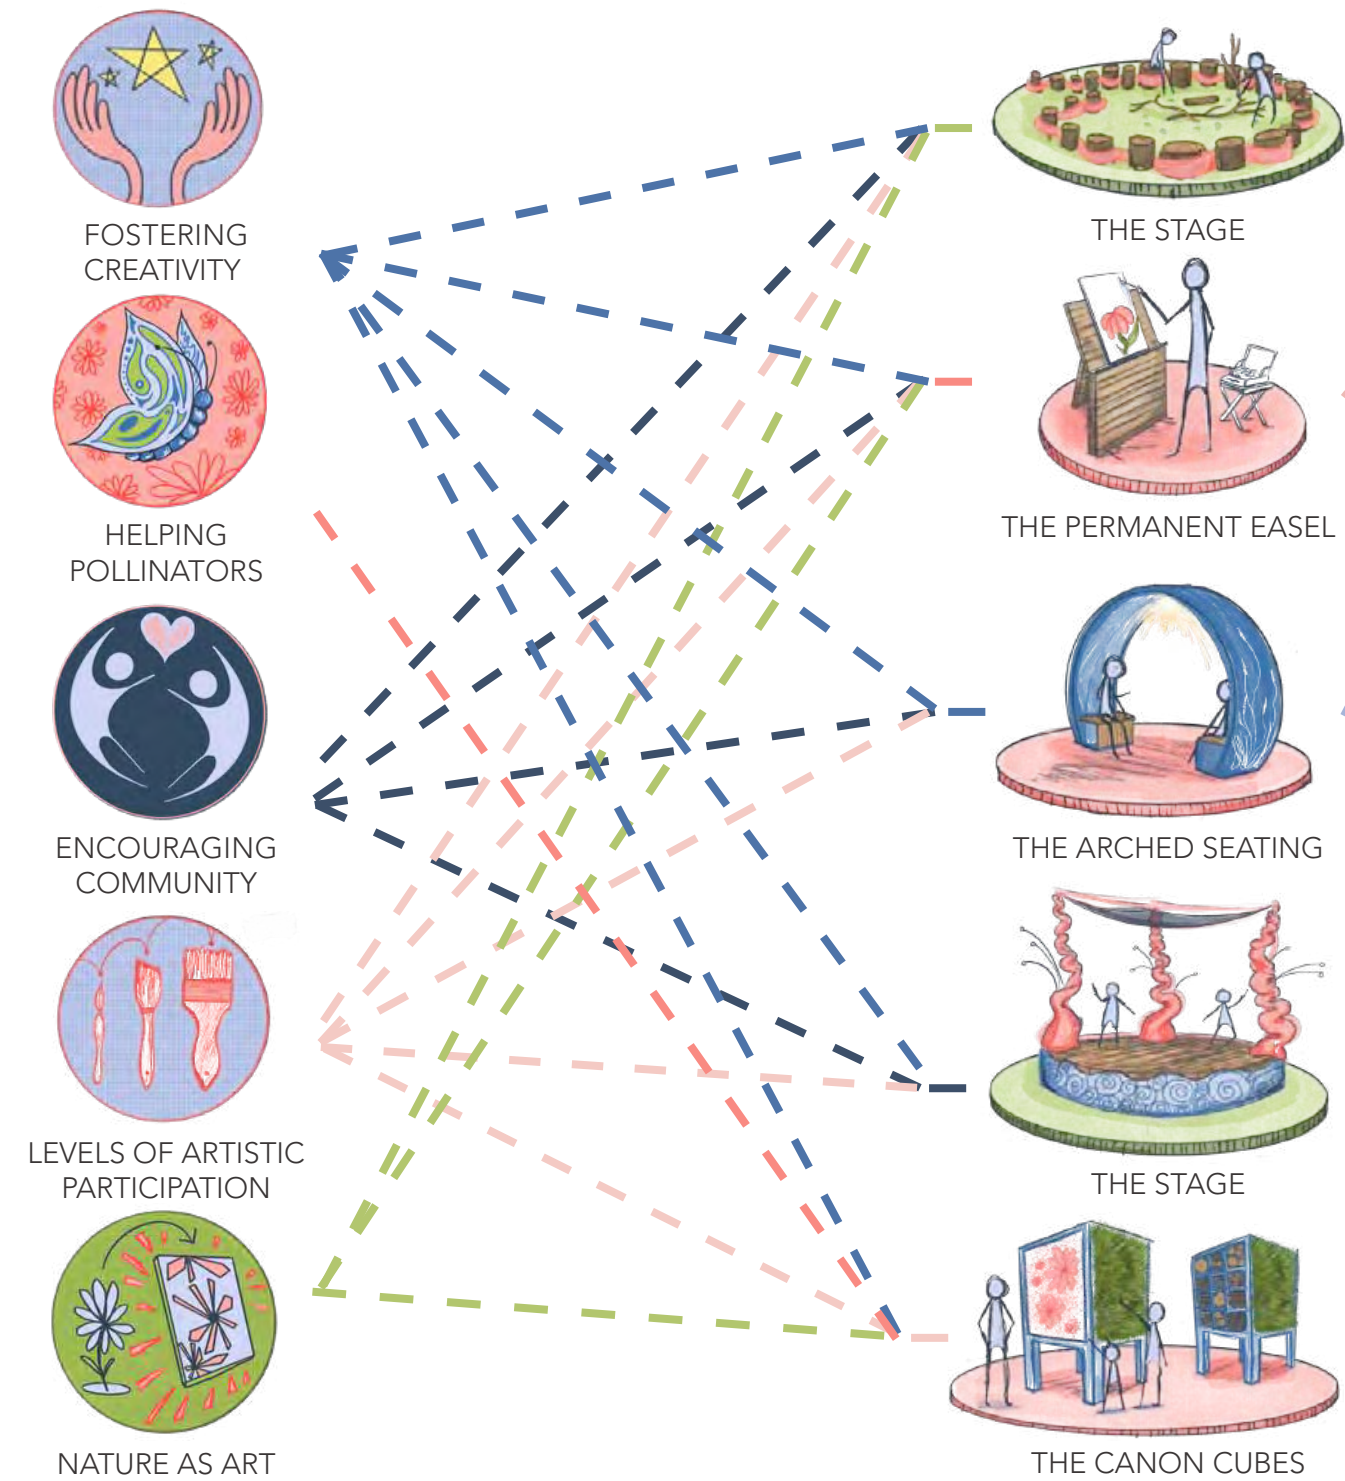 FOSTERING
CREATIVITY
HELPING
POLLINATORS
ENCOURAGING
COMMUNITY
LEVELS OF ARTISTIC
PARTICIPATION
NATURE AS ART
THE STAGE
THE PERMANENT EASEL
THE ARCHED SEATING
THE STAGE
THE CANON CUBES